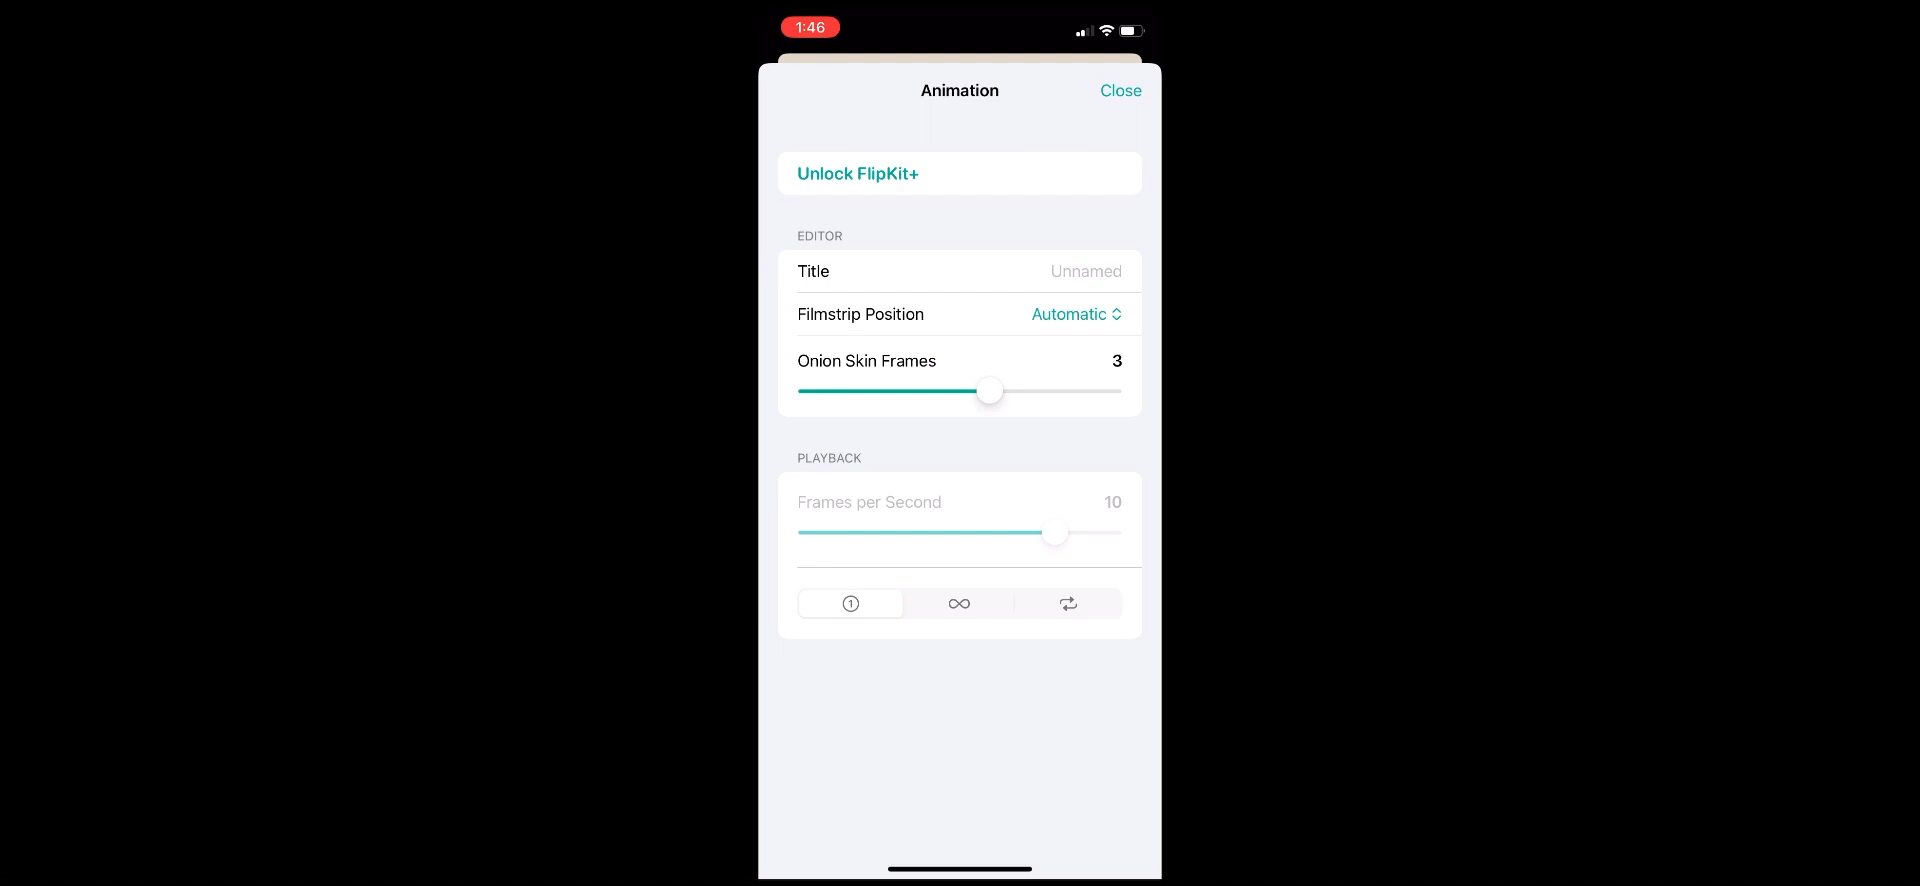 1:46
Animation
Close
Unlock FlipKit+
EDITOR
Title Unnamed
Filmstrip Position Automatic
Onion Skin Frames 3
PLAYBACK
Frames per Second 10
1